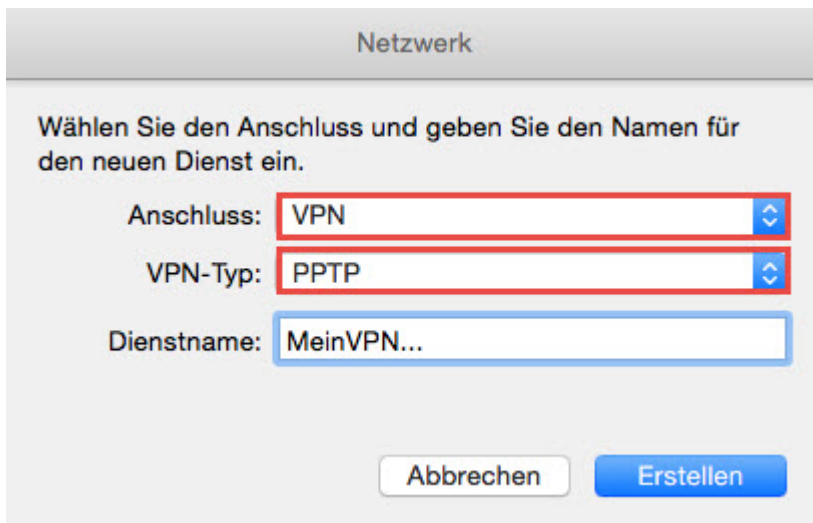 Netzwerk
Wählen Sie den Anschluss und geben Sie den Namen für
den neuen Dienst ein.
Anschluss: VPN
VPN-Typ: PPTP
Dienstname: MeinVPN...
Abbrechen Erstellen